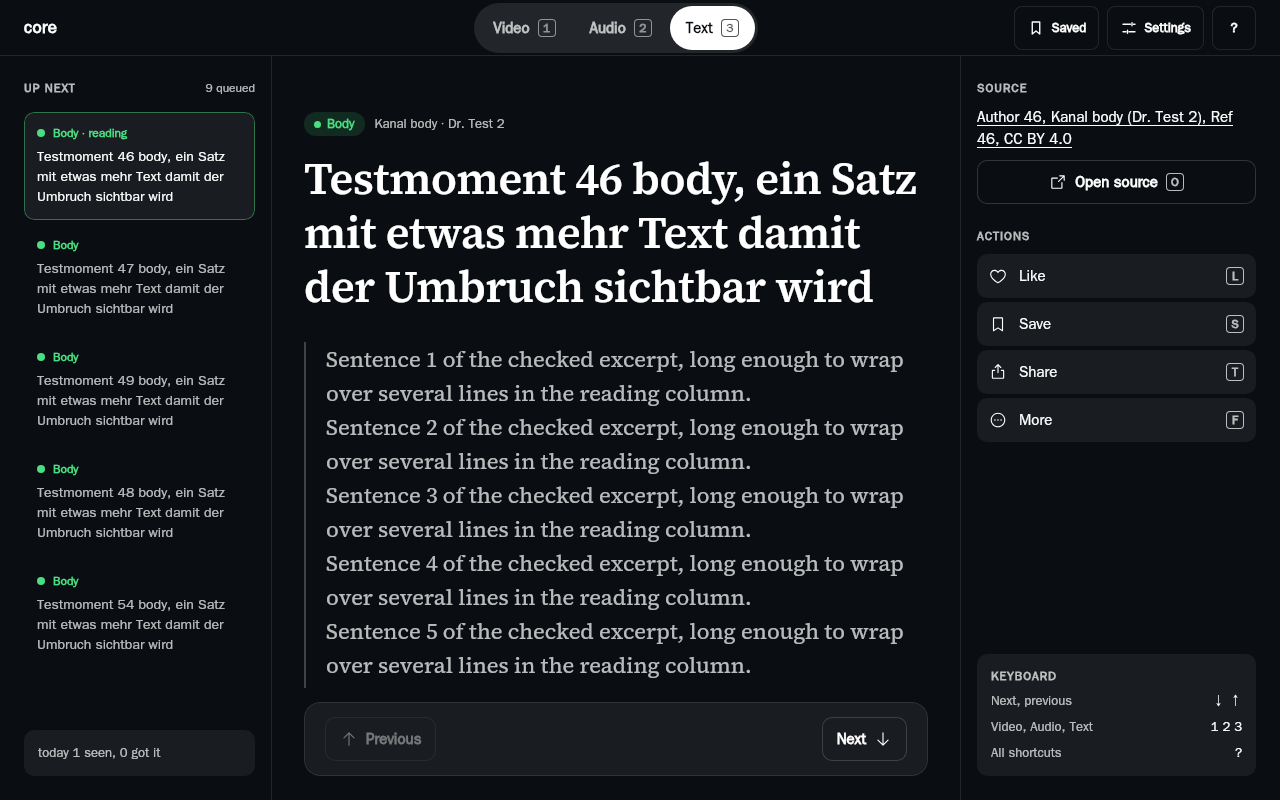 core
Video 1
Audio 2
Text 3
Saved
Settings
?
UP NEXT
9 queued
Body · reading
Testmoment 46 body, ein Satz
mit etwas mehr Text damit der
Umbruch sichtbar wird
Body
Testmoment 47 body, ein Satz
mit etwas mehr Text damit der
Umbruch sichtbar wird
Body
Testmoment 49 body, ein Satz
mit etwas mehr Text damit der
Umbruch sichtbar wird
Body
Testmoment 48 body, ein Satz
mit etwas mehr Text damit der
Umbruch sichtbar wird
Body
Testmoment 54 body, ein Satz
mit etwas mehr Text damit der
Umbruch sichtbar wird
today 1 seen, 0 got it
Body
Kanal body · Dr. Test 2
Testmoment 46 body, ein Satz
mit etwas mehr Text damit
der Umbruch sichtbar wird
Sentence 1 of the checked excerpt, long enough to wrap
over several lines in the reading column.
Sentence 2 of the checked excerpt, long enough to wrap
over several lines in the reading column.
Sentence 3 of the checked excerpt, long enough to wrap
over several lines in the reading column.
Sentence 4 of the checked excerpt, long enough to wrap
over several lines in the reading column.
Sentence 5 of the checked excerpt, long enough to wrap
over several lines in the reading column.
↑ Previous
Next ↓
SOURCE
Author 46, Kanal body (Dr. Test 2), Ref
46, CC BY 4.0
Open source O
ACTIONS
Like L
Save S
Share T
More F
KEYBOARD
Next, previous ↓ ↑
Video, Audio, Text 1 2 3
All shortcuts ?